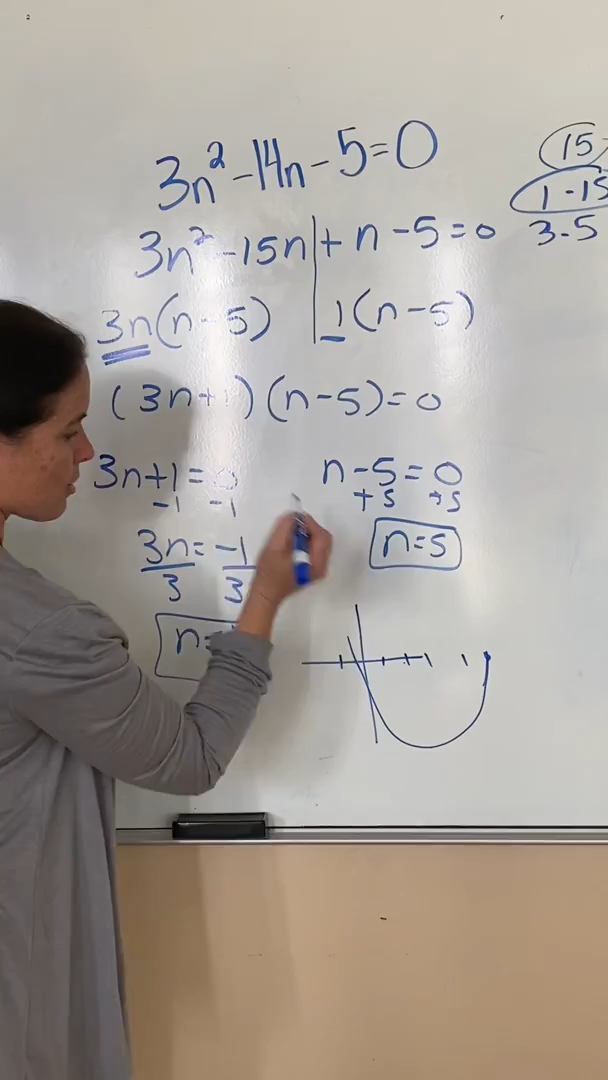 3n² - 14n - 5 = 0
15
1 - 15
3n² - 15n | + n - 5 = 0
3 - 5
3n(n - 5) | 1(n - 5)
(3n + 1)(n - 5) = 0
3n + 1 = 0
n - 5 = 0
-1 -1
+5 +5
3n = -1
n = 5
3 3
n =